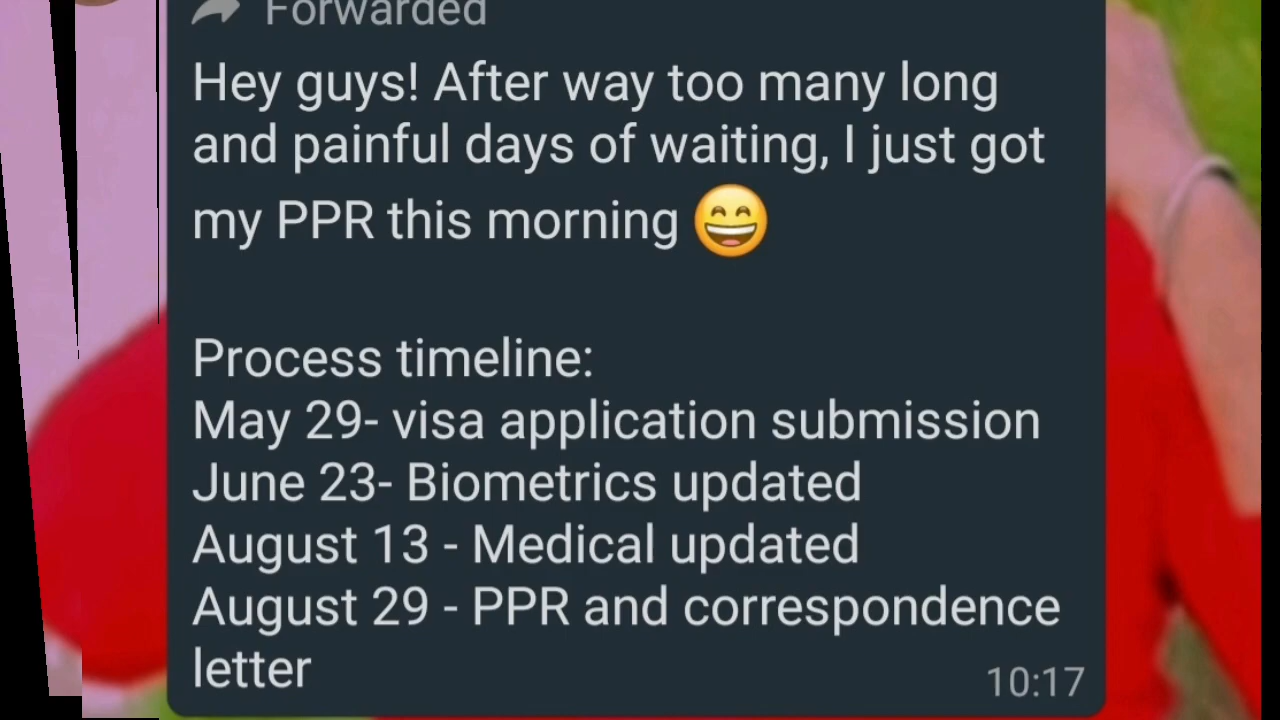 Forwarded
Hey guys! After way too many long
and painful days of waiting, I just got
my PPR this morning 😄
Process timeline:
May 29- visa application submission
June 23- Biometrics updated
August 13 - Medical updated
August 29 - PPR and correspondence
letter
10:17